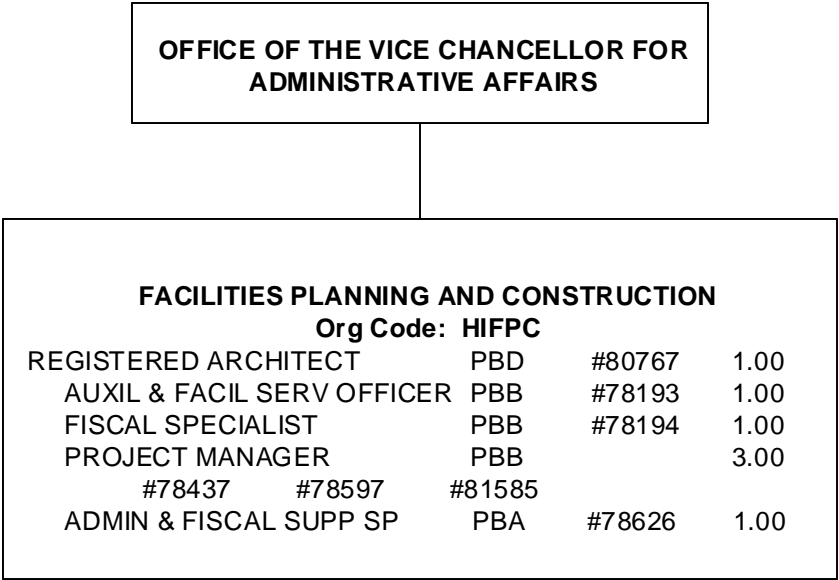 OFFICE OF THE VICE CHANCELLOR FOR
ADMINISTRATIVE AFFAIRS
FACILITIES PLANNING AND CONSTRUCTION
Org Code: HIFPC
REGISTERED ARCHITECT PBD #80767 1.00
AUXIL & FACIL SERV OFFICER PBB #78193 1.00
FISCAL SPECIALIST PBB #78194 1.00
PROJECT MANAGER PBB 3.00
#78437 #78597 #81585
ADMIN & FISCAL SUPP SP PBA #78626 1.00